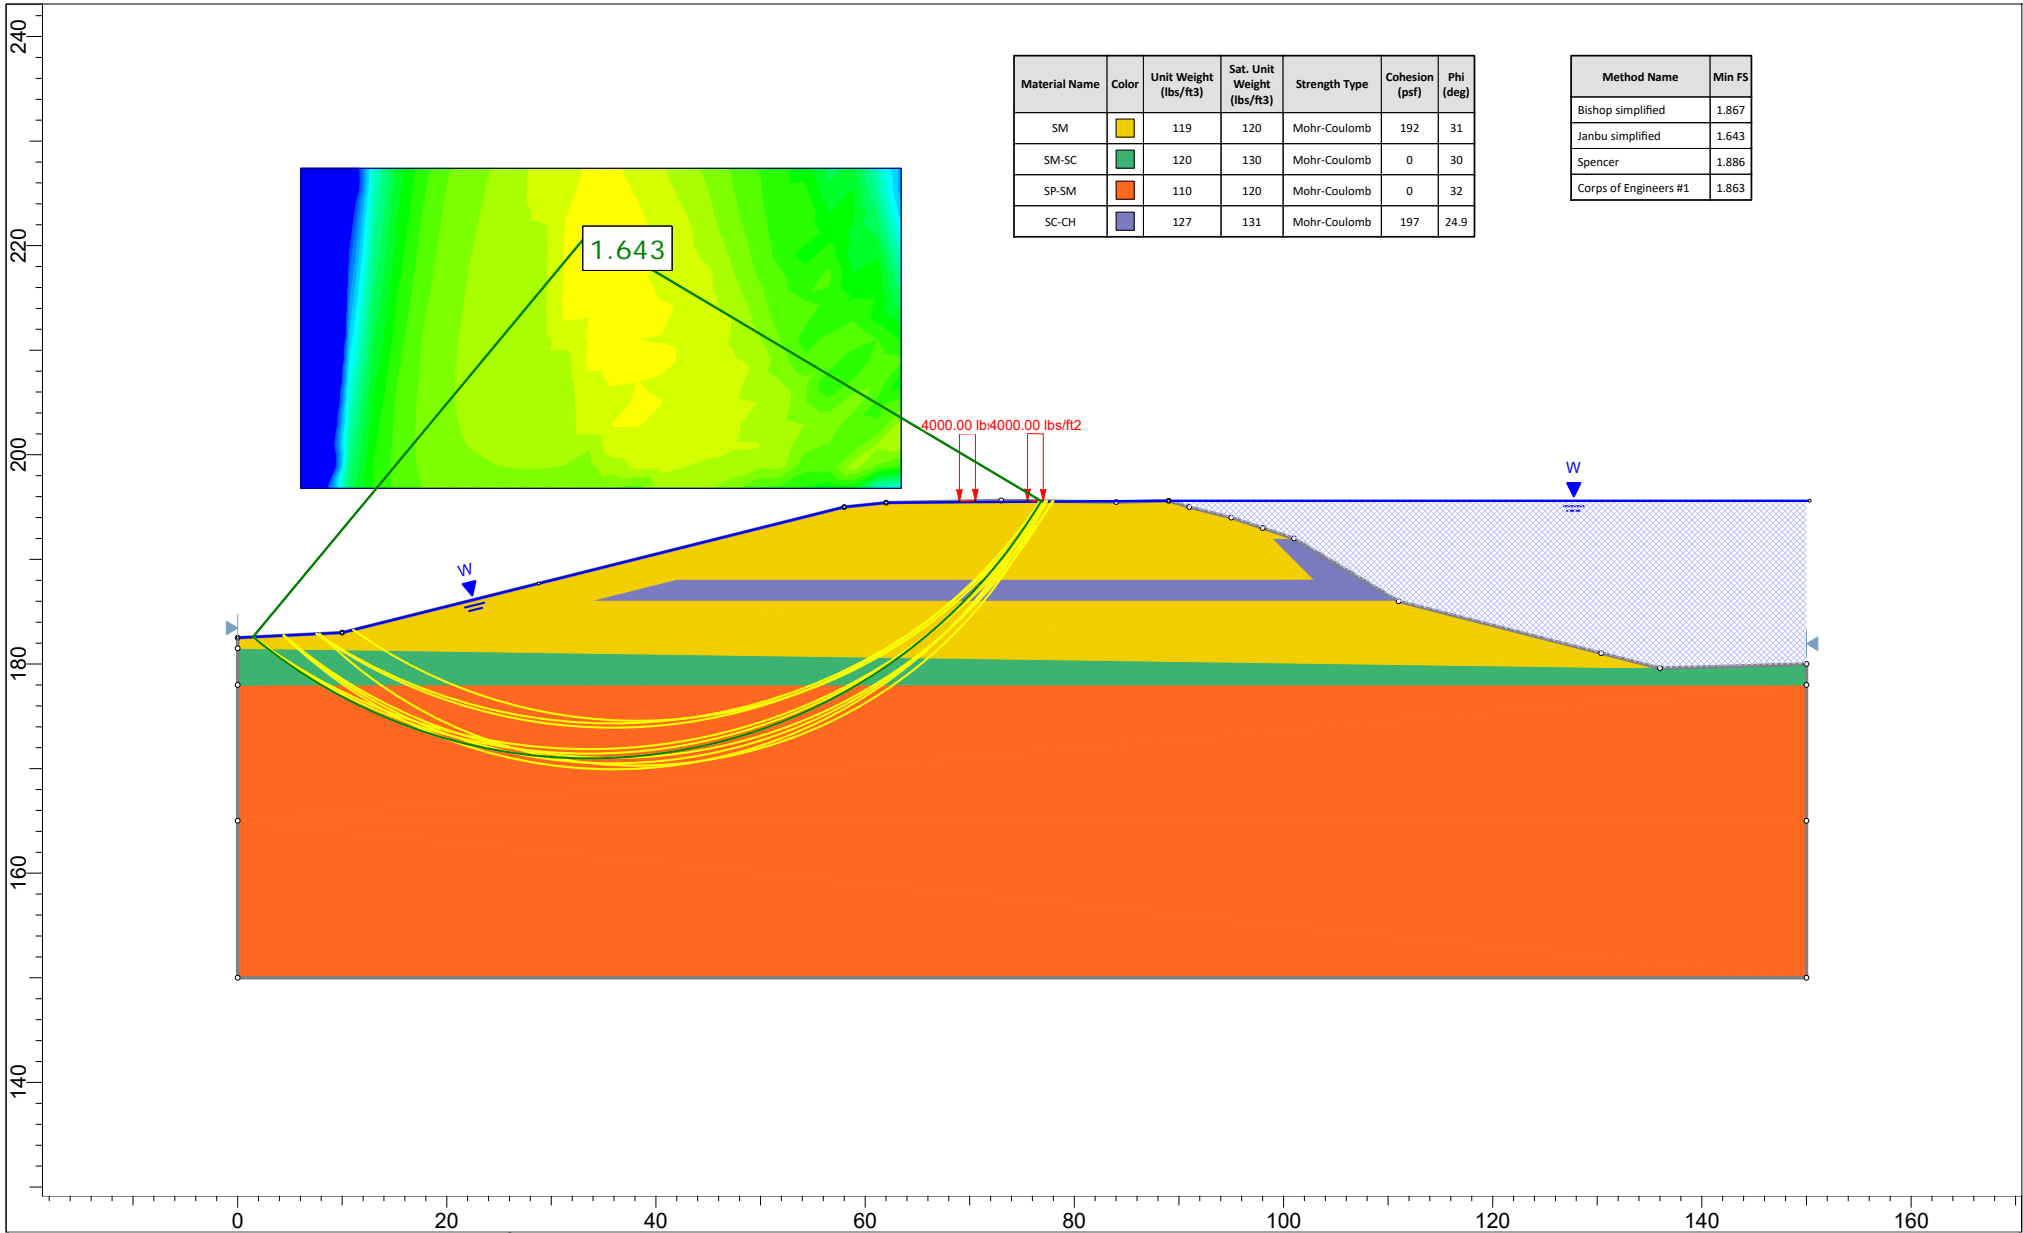 Material Name Color Unit Weight (lbs/ft3) Sat. Unit Weight (lbs/ft3) Strength Type Cohesion (psf) Phi (deg)
SM 119 120 Mohr-Coulomb 192 31
SM-SC 120 130 Mohr-Coulomb 0 30
SP-SM 110 120 Mohr-Coulomb 0 32
SC-CH 127 131 Mohr-Coulomb 197 24.9
Method Name Min FS
Bishop simplified 1.867
Janbu simplified 1.643
Spencer 1.886
Corps of Engineers #1 1.863
1.643
4000.00 lb
4000.00 lbs/ft2
W
W
240
220
200
180
160
140
0 20 40 60 80 100 120 140 160